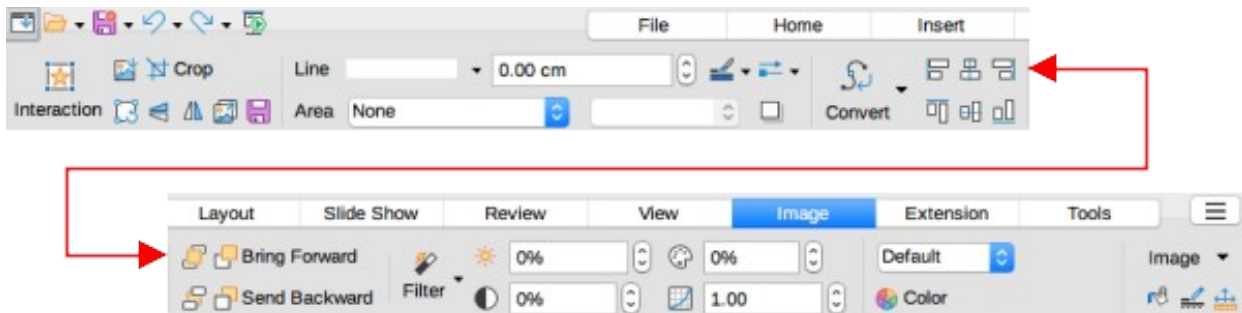 File Home Insert
Crop Line 0.00 cm
Interaction Area None Convert
Layout Slide Show Review View Image Extension Tools
Bring Forward 0% 0% Default Image
Send Backward Filter 0% 1.00 Color